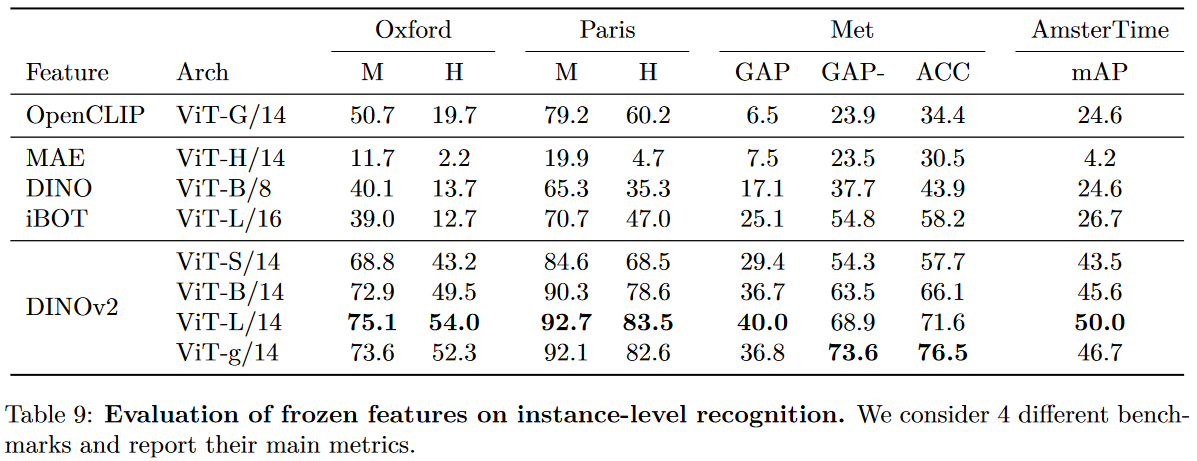 Oxford Paris Met AmsterTime
Feature Arch M H M H GAP GAP- ACC mAP
OpenCLIP ViT-G/14 50.7 19.7 79.2 60.2 6.5 23.9 34.4 24.6
MAE ViT-H/14 11.7 2.2 19.9 4.7 7.5 23.5 30.5 4.2
DINO ViT-B/8 40.1 13.7 65.3 35.3 17.1 37.7 43.9 24.6
iBOT ViT-L/16 39.0 12.7 70.7 47.0 25.1 54.8 58.2 26.7
DINOv2
ViT-S/14 68.8 43.2 84.6 68.5 29.4 54.3 57.7 43.5
ViT-B/14 72.9 49.5 90.3 78.6 36.7 63.5 66.1 45.6
ViT-L/14 75.1 54.0 92.7 83.5 40.0 68.9 71.6 50.0
ViT-g/14 73.6 52.3 92.1 82.6 36.8 73.6 76.5 46.7
Table 9: Evaluation of frozen features on instance-level recognition. We consider 4 different bench-
marks and report their main metrics.